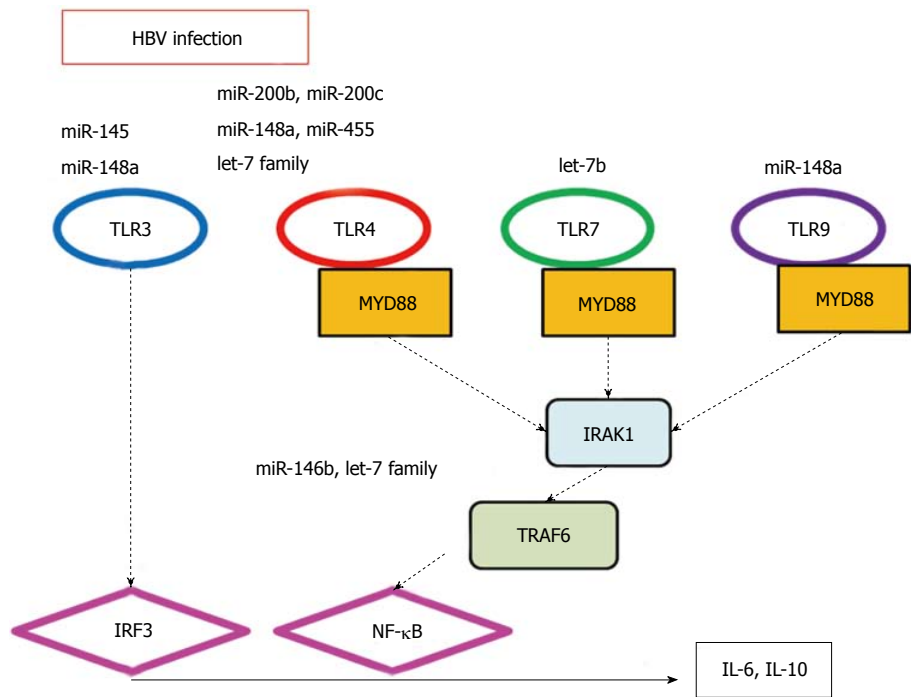 HBV infection
miR-200b, miR-200c
miR-145
miR-148a, miR-455
miR-148a
let-7 family
let-7b
miR-148a
TLR3
TLR4
TLR7
TLR9
MYD88
MYD88
MYD88
IRAK1
miR-146b, let-7 family
TRAF6
IRF3
NF-κB
IL-6, IL-10